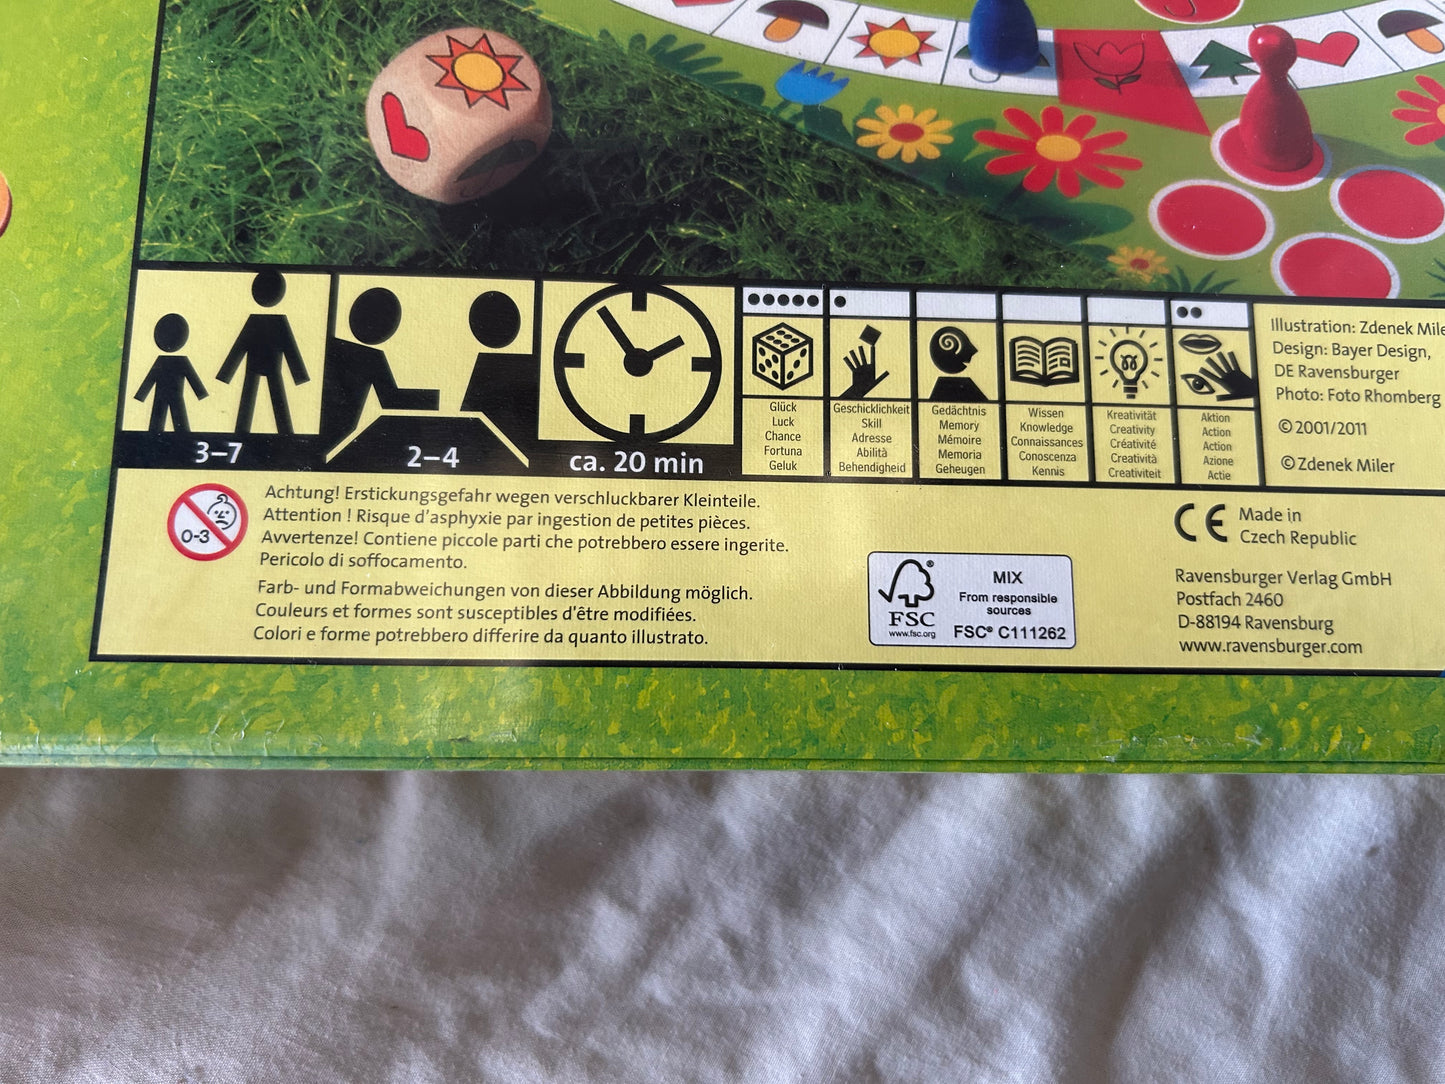 3–7
2–4
ca. 20 min
Glück
Luck
Chance
Fortuna
Geluk
Geschicklichkeit
Skill
Adresse
Abilità
Behendigheid
Gedächtnis
Memory
Mémoire
Memoria
Geheugen
Wissen
Knowledge
Connaissances
Conoscenza
Kennis
Kreativität
Creativity
Créativité
Creatività
Creativiteit
Aktion
Action
Action
Azione
Actie
Illustration: Zdenek
Design: Bayer Design,
DE Ravensburger
Photo: Foto Rhomberg
© 2001/2011
© Zdenek Miler
0-3
Achtung! Erstickungsgefahr wegen verschluckbarer Kleinteile.
Attention ! Risque d'asphyxie par ingestion de petites pièces.
Avvertenze! Contiene piccole parti che potrebbero essere ingerite.
Pericolo di soffocamento.
Farb- und Formabweichungen von dieser Abbildung möglich.
Couleurs et formes sont susceptibles d'être modifiées.
Colori e forme potrebbero differire da quanto illustrato.
FSC
®
www.fsc.org
MIX
From responsible
sources
FSC® C111262
CE
Made in
Czech Republic
Ravensburger Verlag GmbH
Postfach 2460
D-88194 Ravensburg
www.ravensburger.com